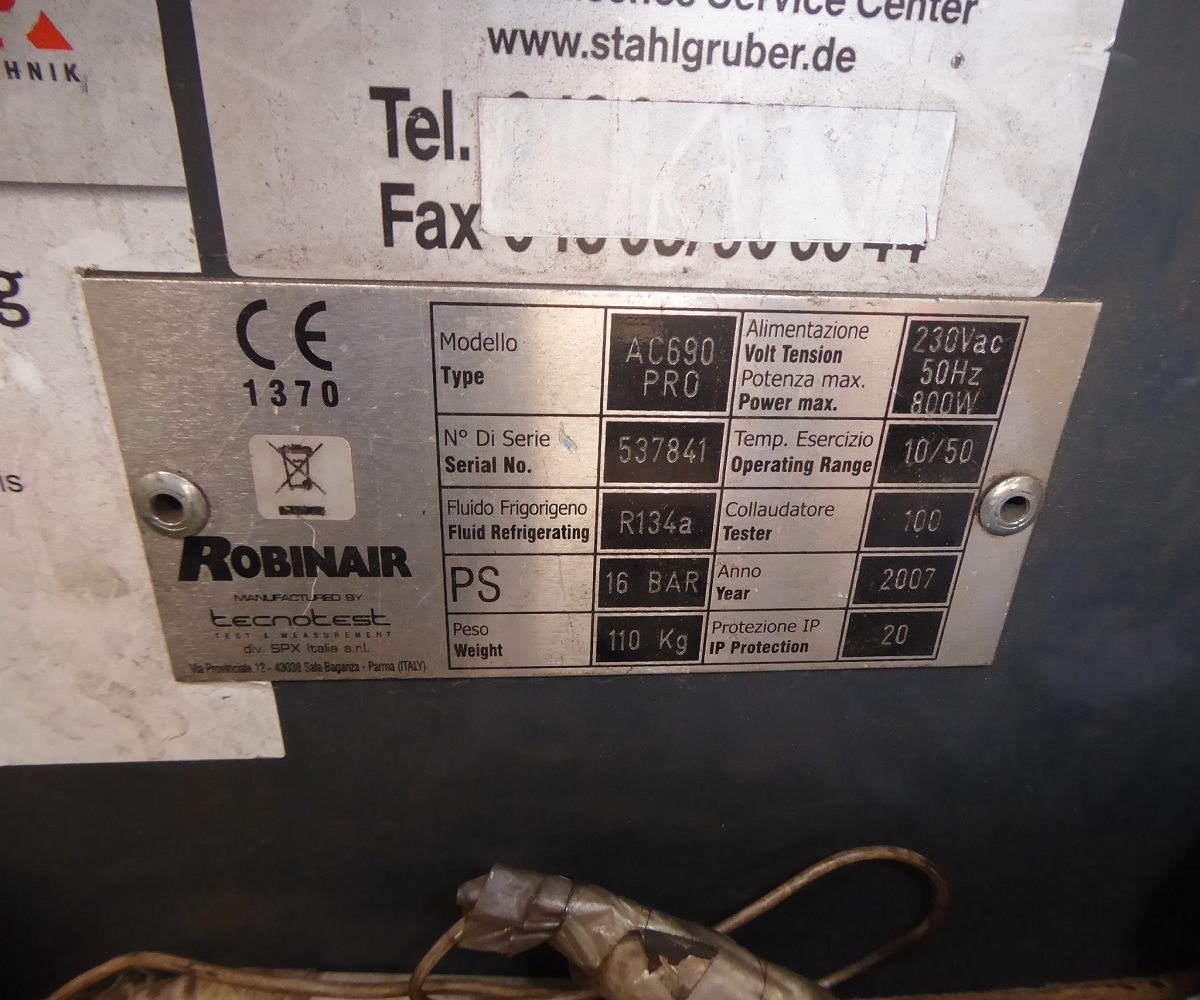 Service Center
www.stahlgruber.de
HNIK
Tel.
Fax
g
is
CE
1370
ROBINAIR
MANUFACTURED BY
tecnotest
TEST & MEASUREMENT
div. SPX Italia s.r.l.
Via Provinciale 12 - 43038 Sala Baganza - Parma (ITALY)
Modello
Type
AC690
PRO
Alimentazione
Volt Tension
Potenza max.
Power max.
230Vac
50Hz
800W
N° Di Serie
Serial No.
537841
Temp. Esercizio
Operating Range
10/50
Fluido Frigorigeno
Fluid Refrigerating
R134a
Collaudatore
Tester
100
PS
16 BAR
Anno
Year
2007
Peso
Weight
110 Kg
Protezione IP
IP Protection
20